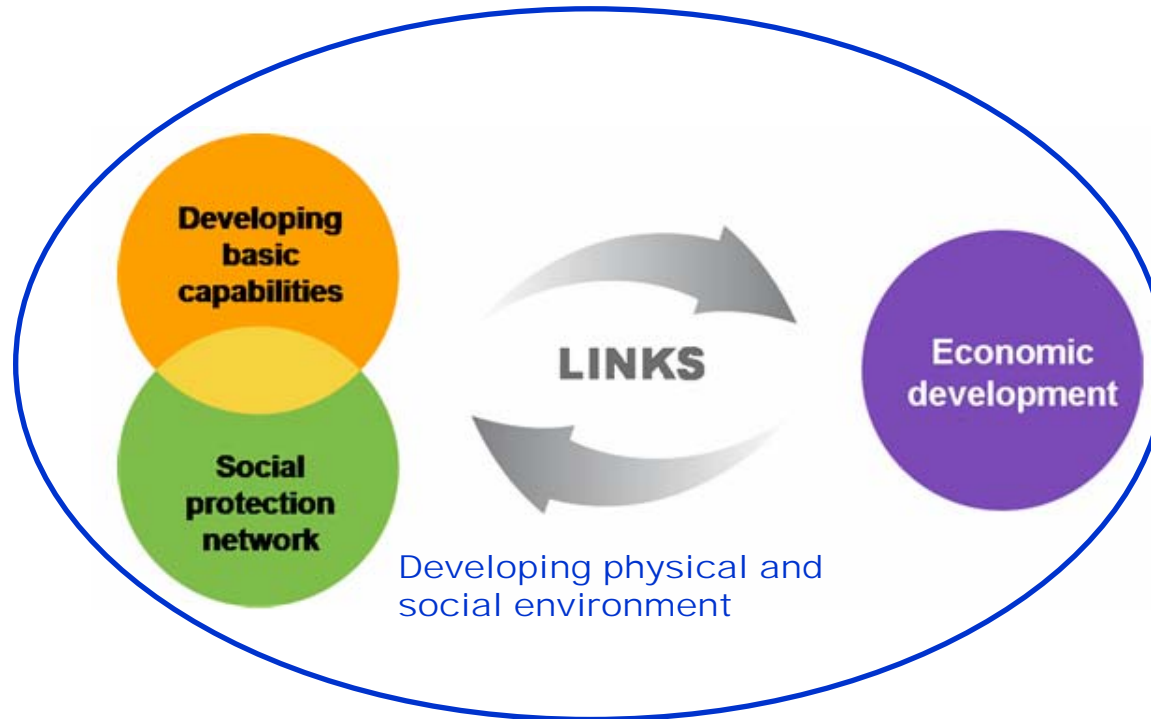 Developing
basic
capabilities
Social
protection
network
LINKS
Economic
development
Developing physical and
social environment